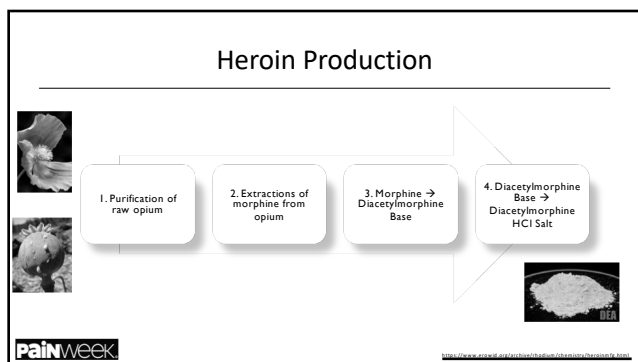 Heroin Production
1. Purification of
raw opium
2. Extractions of
morphine from
opium
3. Morphine →
Diacetylmorphine
Base
4. Diacetylmorphine
Base →
Diacetylmorphine
HCl Salt
DEA
PAINWEEK.
https://www.erowid.org/archive/rhodium/chemistry/heroinmfg.html